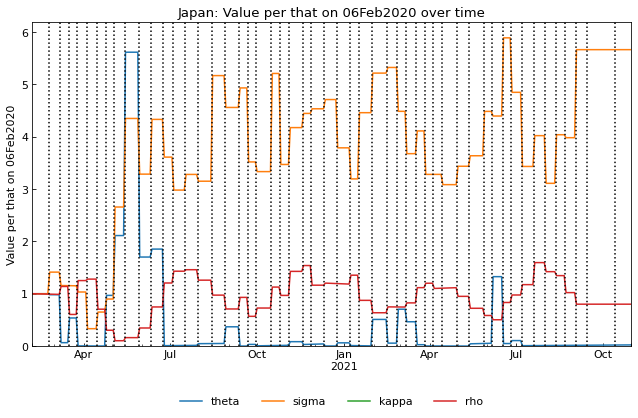 Japan: Value per that on 06Feb2020 over time
Value per that on 06Feb2020
6
5
4
3
2
1
0
Apr Jul Oct Jan Apr Jul Oct
2021
theta sigma kappa rho